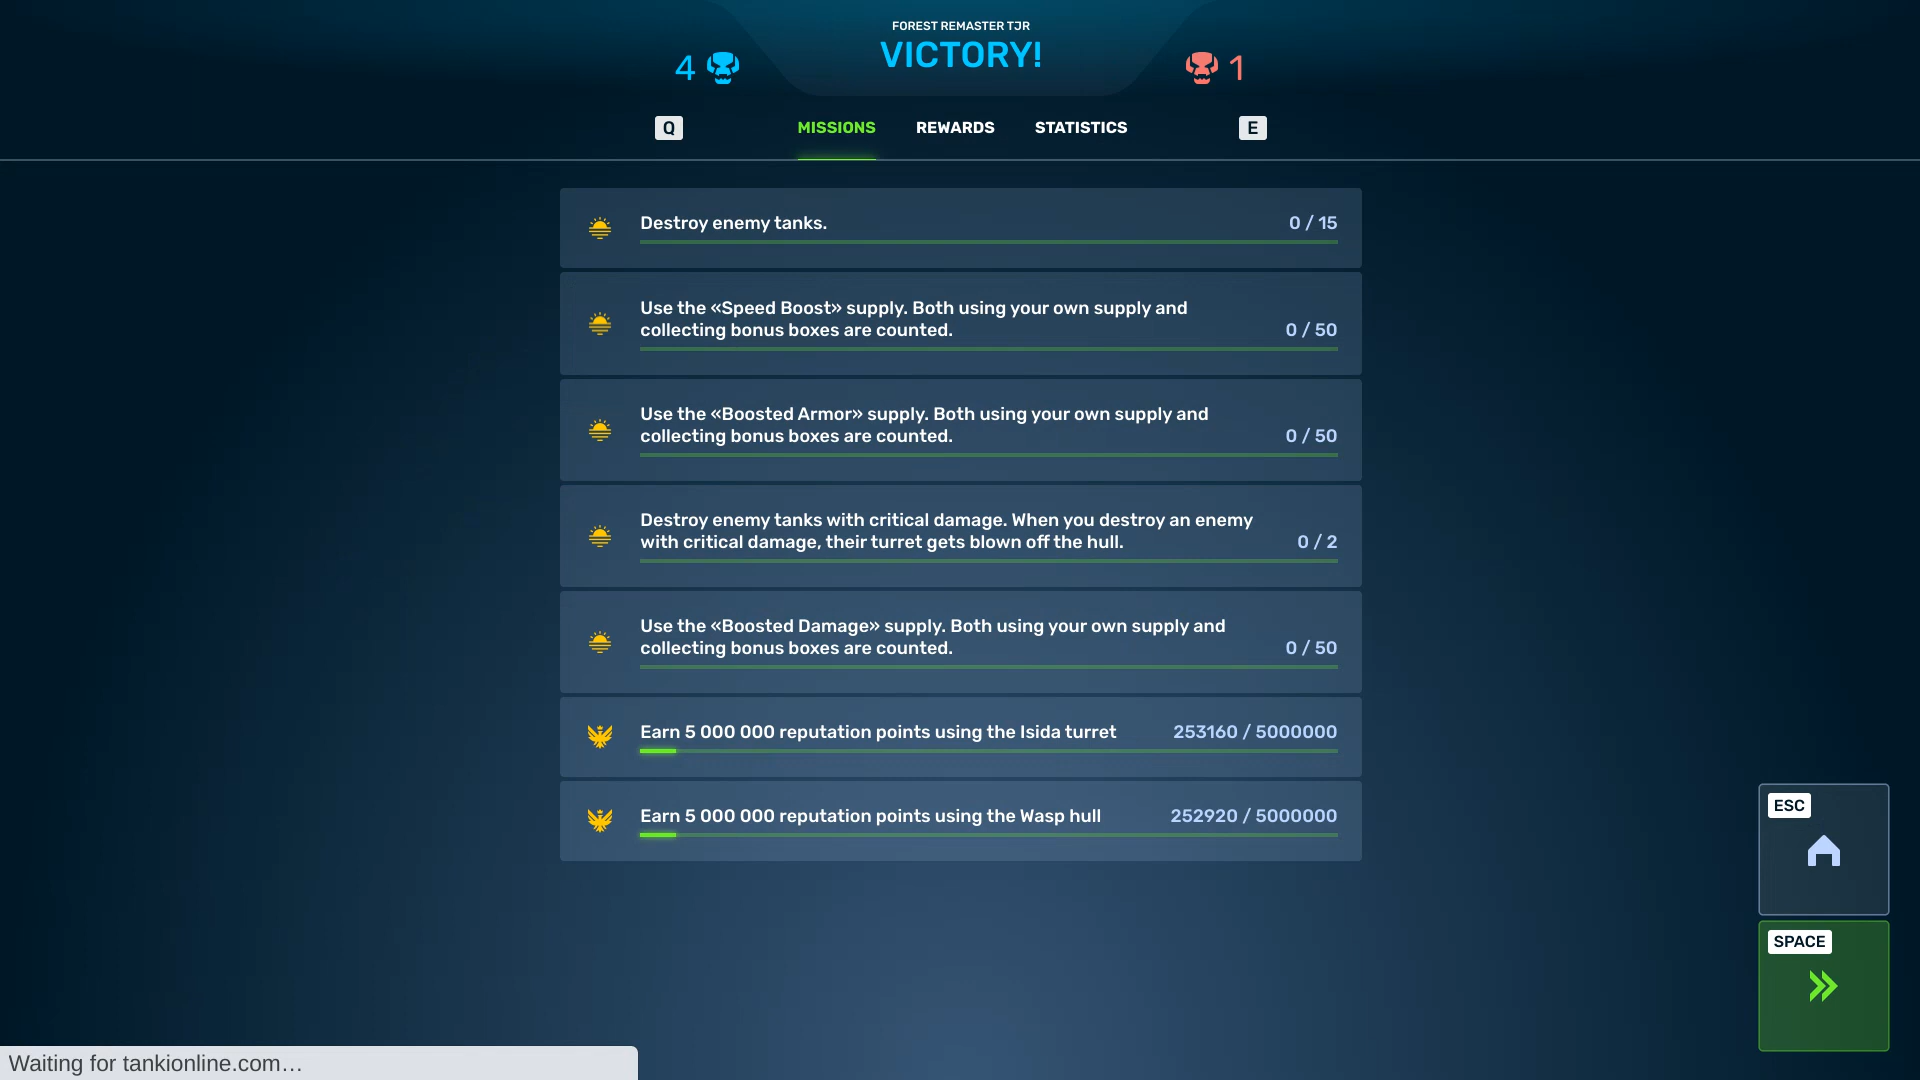 FOREST REMASTER TJR
VICTORY!
4
1
Q
MISSIONS
REWARDS
STATISTICS
E
Destroy enemy tanks.
0 / 15
Use the «Speed Boost» supply. Both using your own supply and
collecting bonus boxes are counted.
0 / 50
Use the «Boosted Armor» supply. Both using your own supply and
collecting bonus boxes are counted.
0 / 50
Destroy enemy tanks with critical damage. When you destroy an enemy
with critical damage, their turret gets blown off the hull.
0 / 2
Use the «Boosted Damage» supply. Both using your own supply and
collecting bonus boxes are counted.
0 / 50
Earn 5 000 000 reputation points using the Isida turret
253160 / 5000000
Earn 5 000 000 reputation points using the Wasp hull
252920 / 5000000
ESC
SPACE
Waiting for tankionline.com...